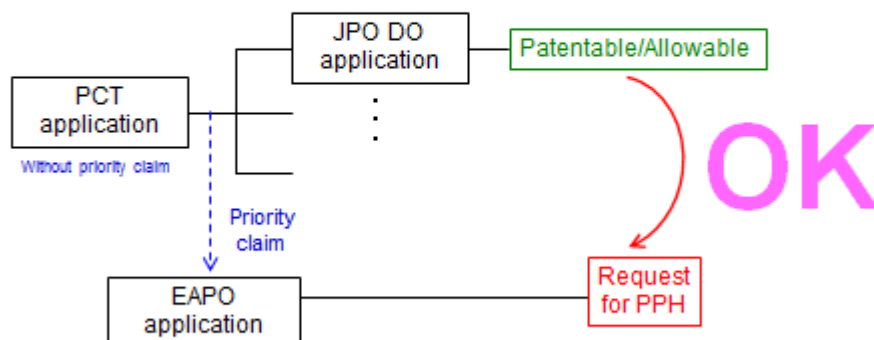 JPO DO
application
Patentable/Allowable
PCT
application
Without priority claim
OK
Priority
claim
Request
for PPH
EAPO
application